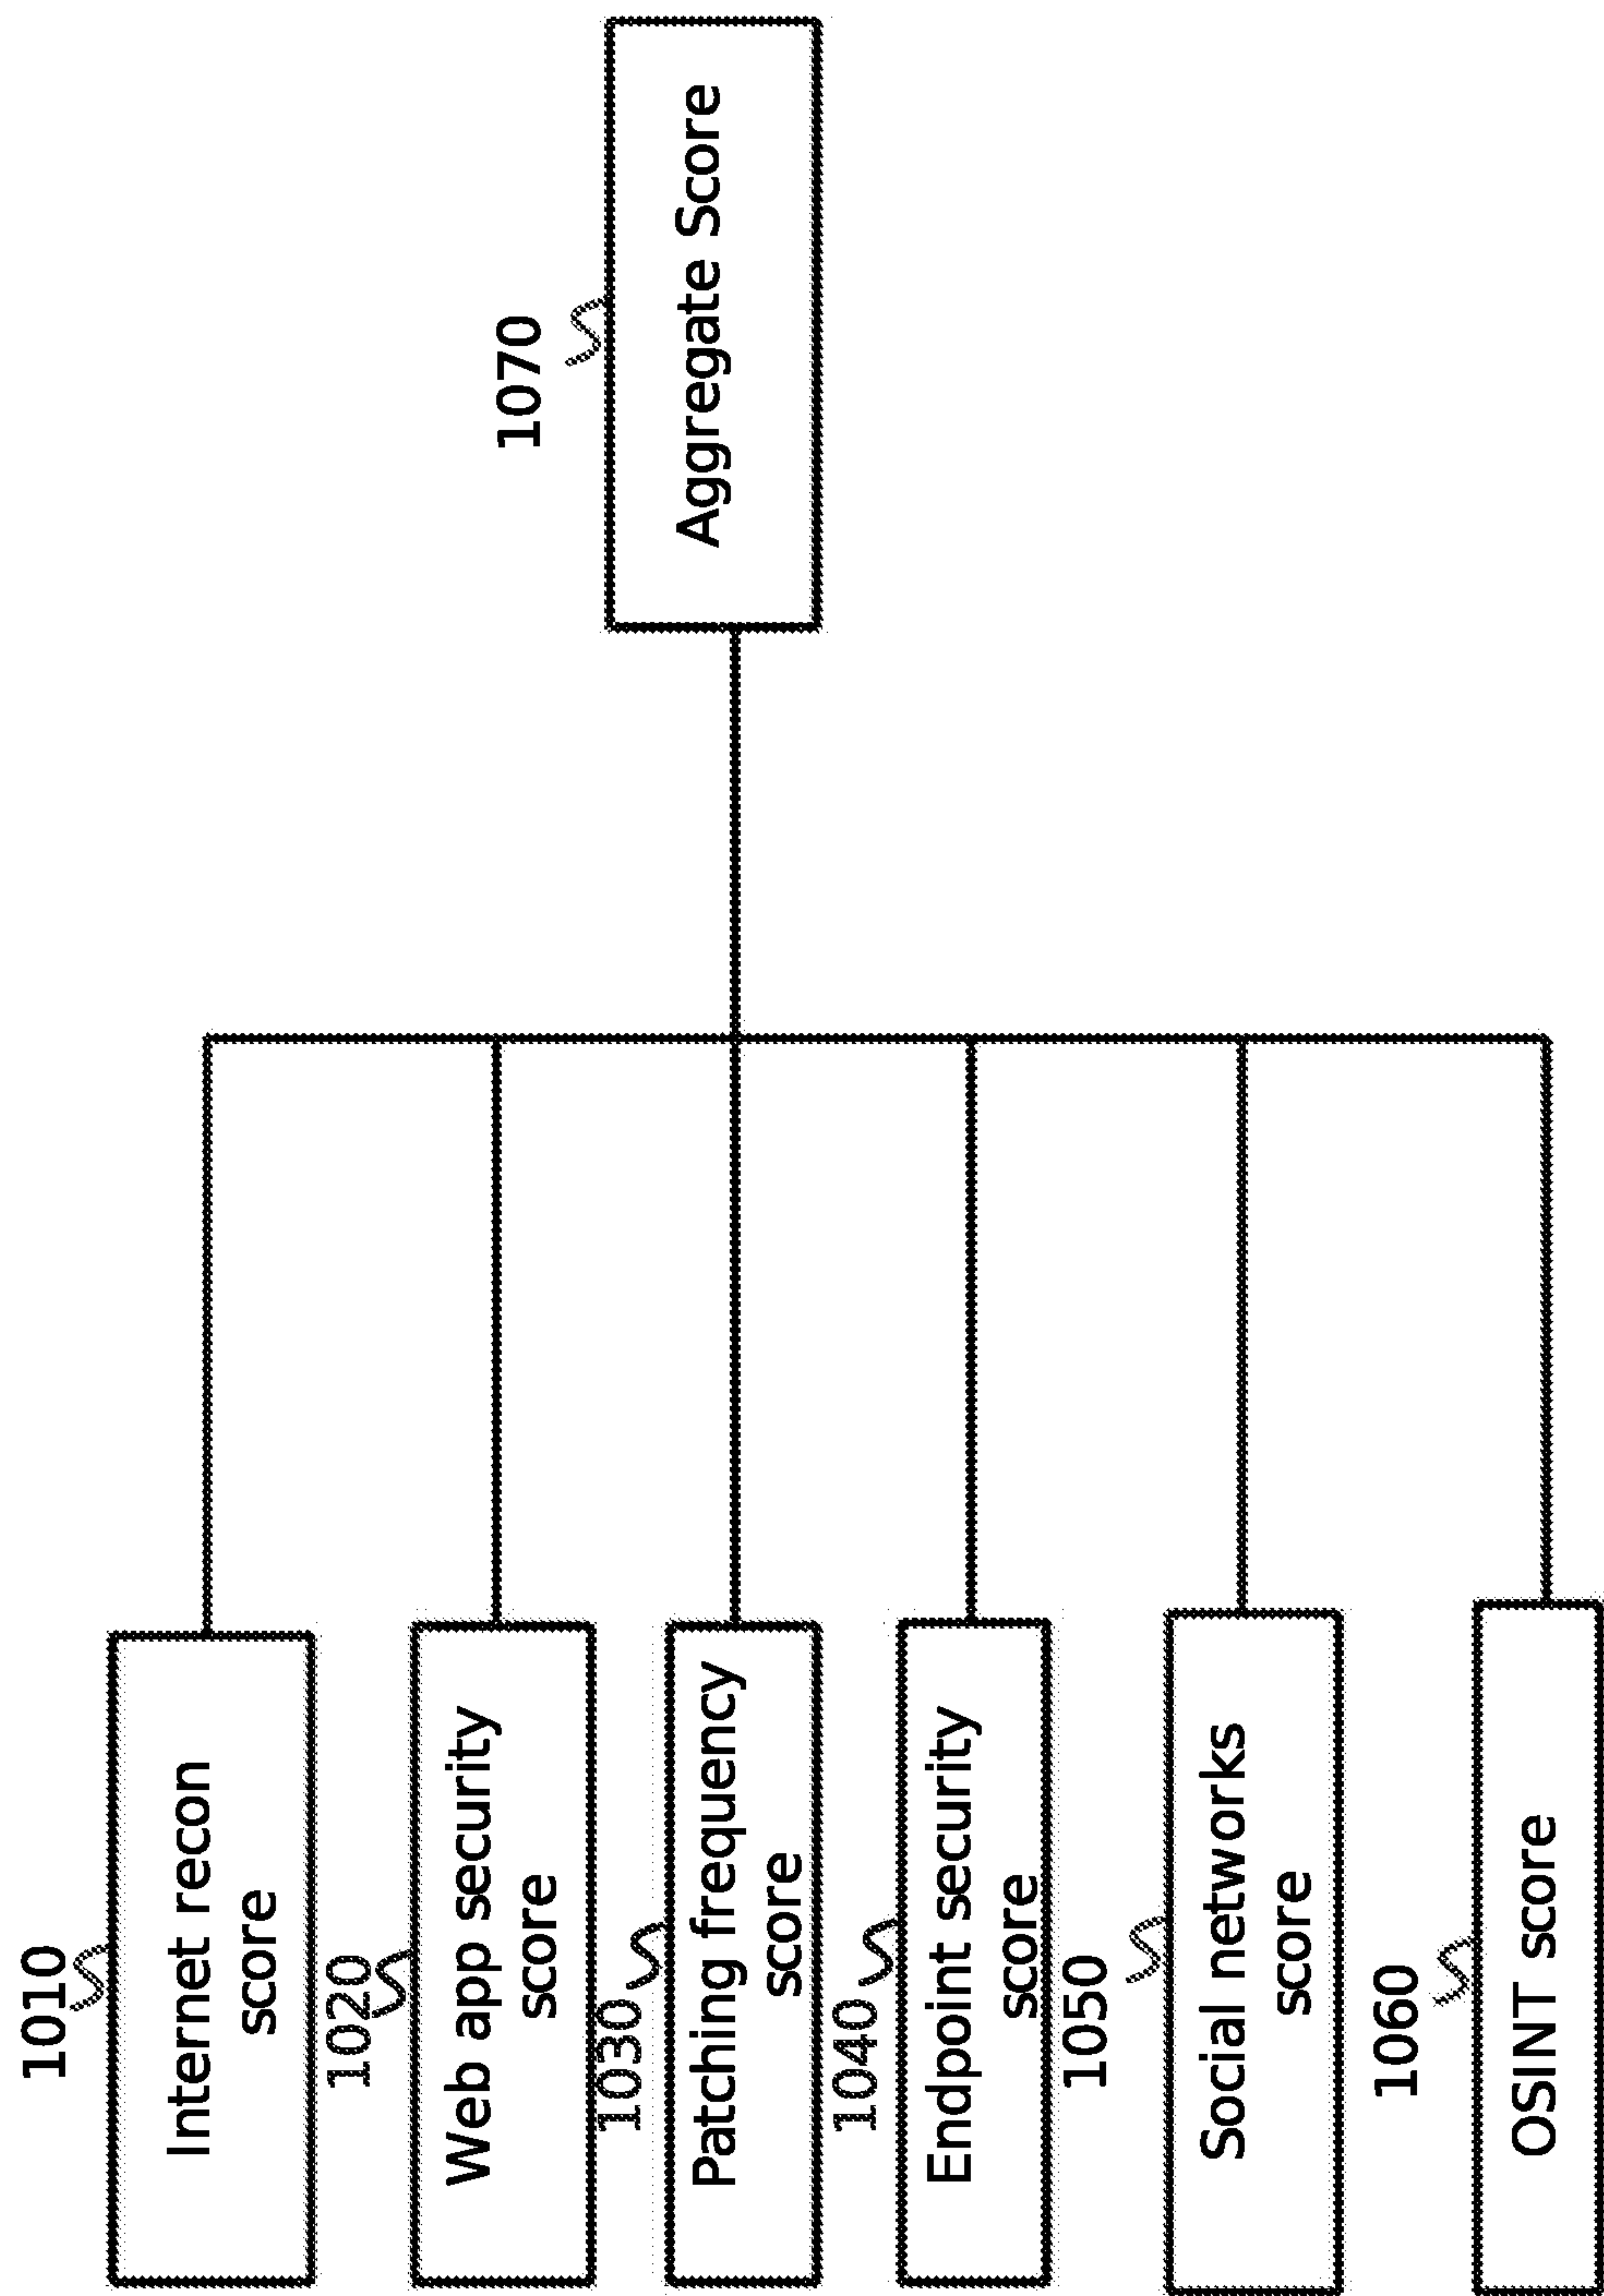 1010
Internet recon
score
1020
Web app security
score
1030
Patching frequency
score
1040
Endpoint security
score
1050
Social networks
score
1060
OSINT score
1070
Aggregate Score